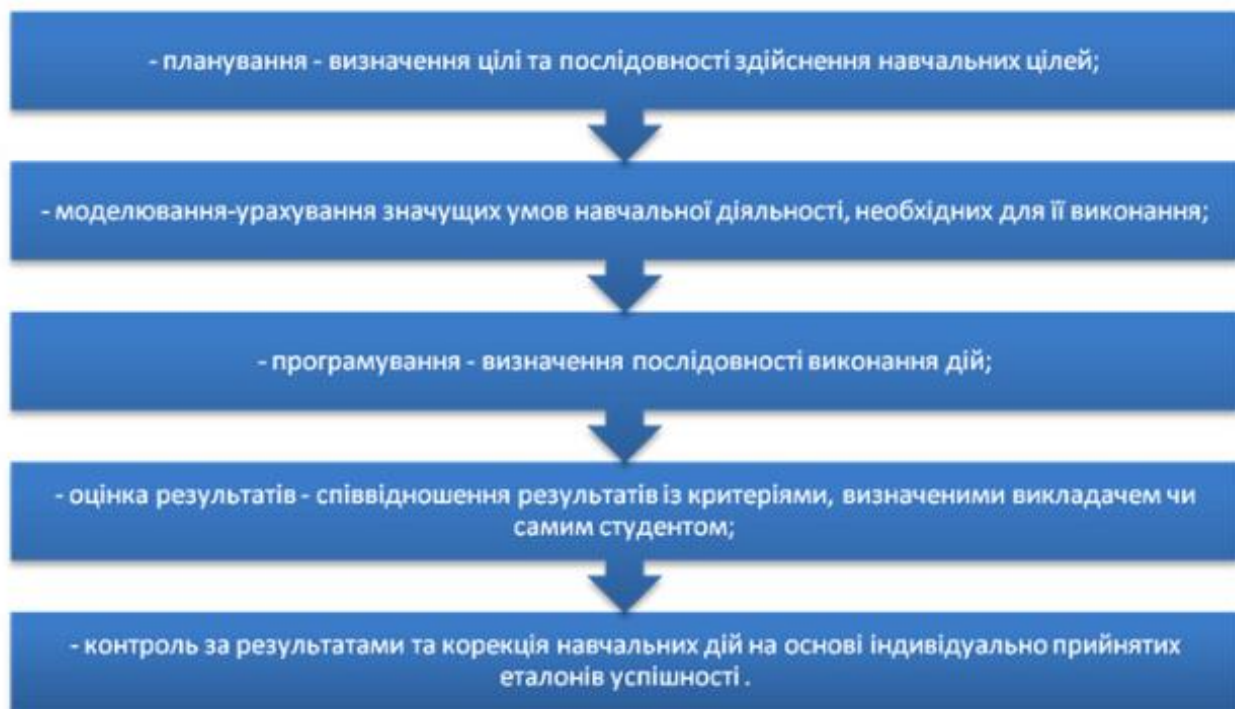 - планування - визначення цілі та послідовності здійснення навчальних цілей;
- моделювання-урахування значущих умов навчальної діяльності, необхідних для її виконання;
- програмування - визначення послідовності виконання дій;
- оцінка результатів - співвідношення результатів із критеріями, визначеними викладачем чи
самим студентом;
- контроль за результатами та корекція навчальних дій на основі індивідуально прийнятих
еталонів успішності .